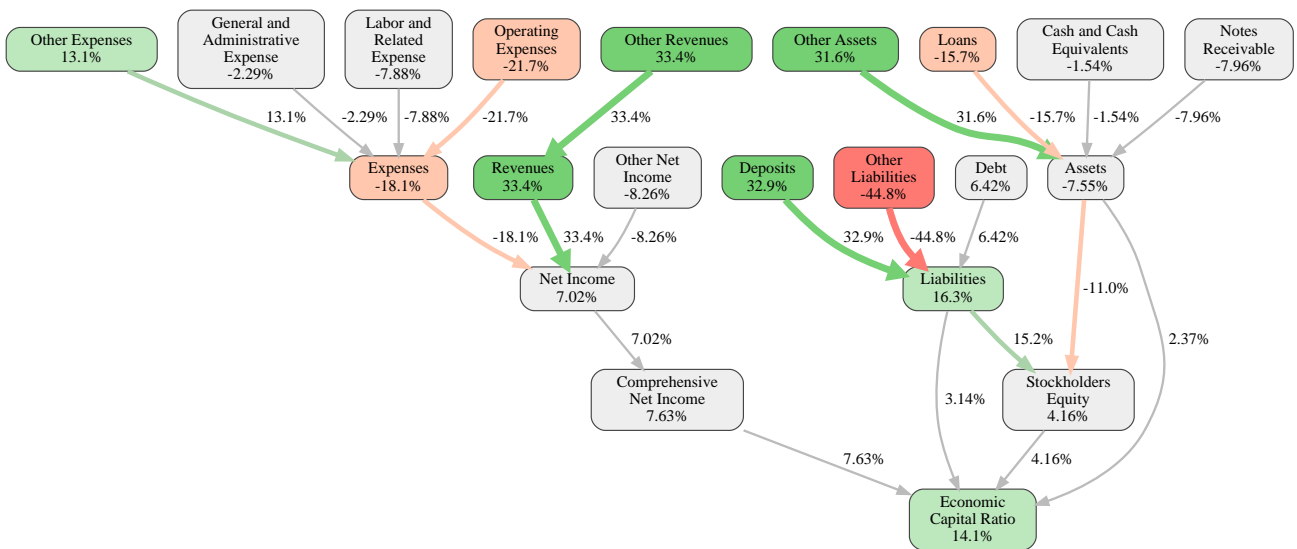 Other Expenses
13.1%
General and
Administrative
Expense
-2.29%
Labor and
Related
Expense
-7.88%
Operating
Expenses
-21.7%
Other Revenues
33.4%
Other Assets
31.6%
Loans
-15.7%
Cash and Cash
Equivalents
-1.54%
Notes
Receivable
-7.96%
13.1%
-2.29%
-7.88%
-21.7%
33.4%
31.6%
-15.7%
-1.54%
-7.96%
Expenses
-18.1%
Revenues
33.4%
Other Net
Income
-8.26%
Deposits
32.9%
Other
Liabilities
-44.8%
Debt
6.42%
Assets
-7.55%
-18.1%
33.4%
-8.26%
32.9%
-44.8%
6.42%
Net Income
7.02%
Liabilities
16.3%
-11.0%
7.02%
15.2%
2.37%
Comprehensive
Net Income
7.63%
3.14%
Stockholders
Equity
4.16%
7.63%
4.16%
Economic
Capital Ratio
14.1%